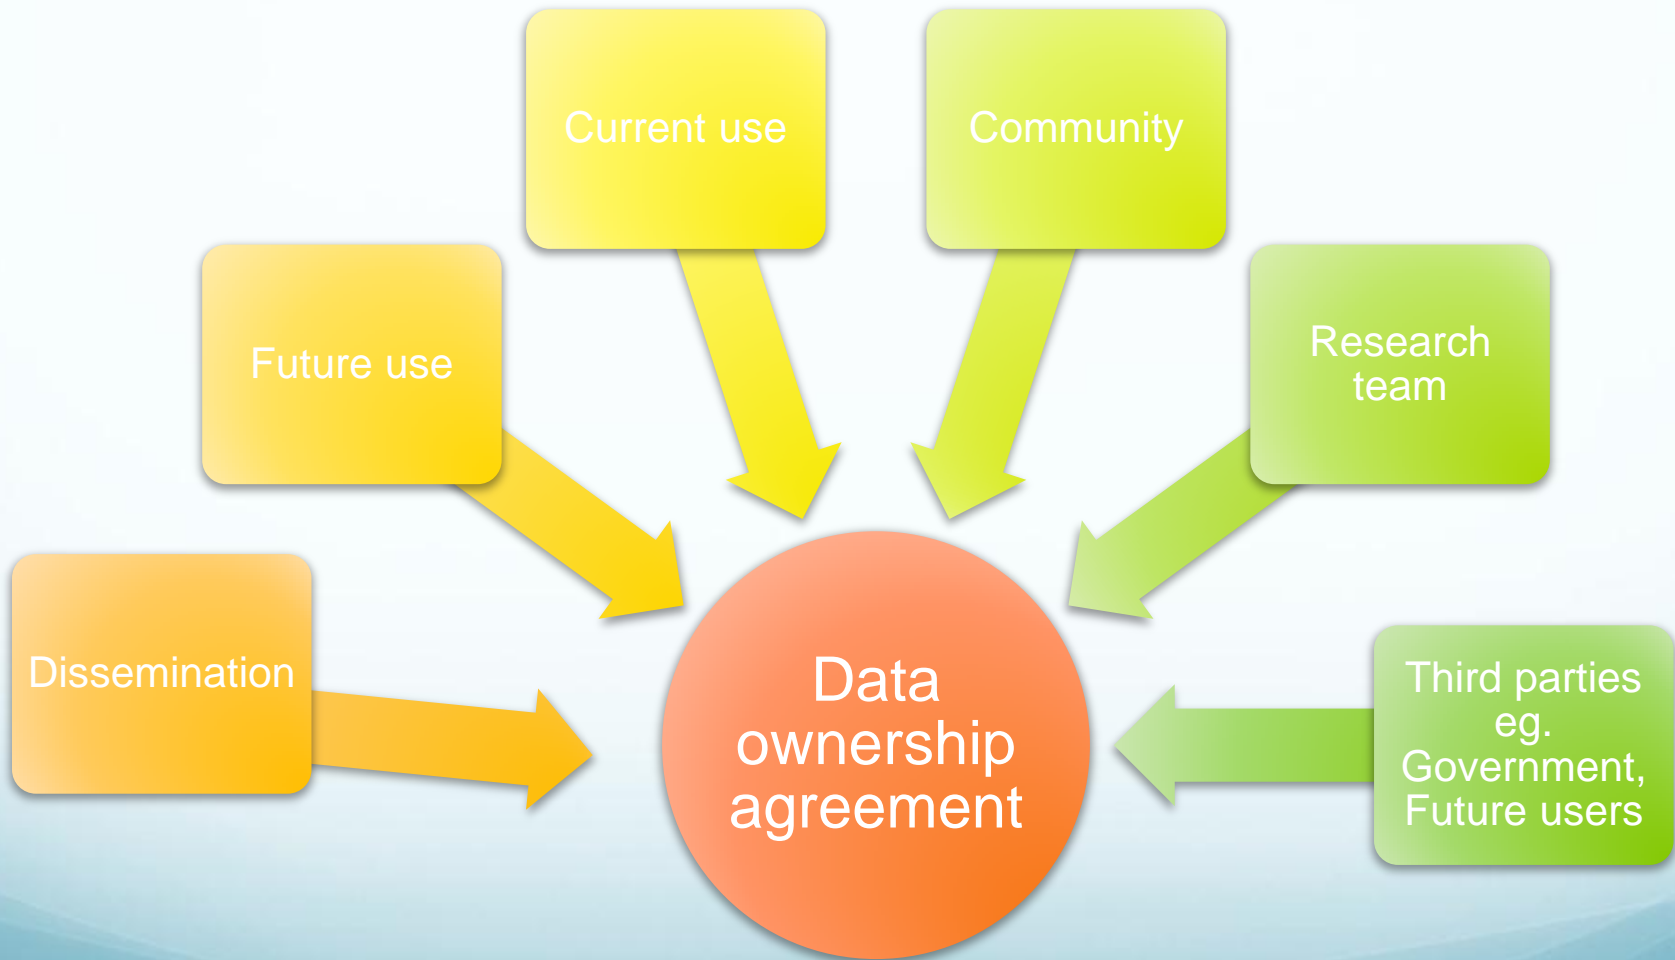 Current use
Community
Future use
Research
team
Dissemination
Third parties
eg.
Government,
Future users
Data
ownership
agreement